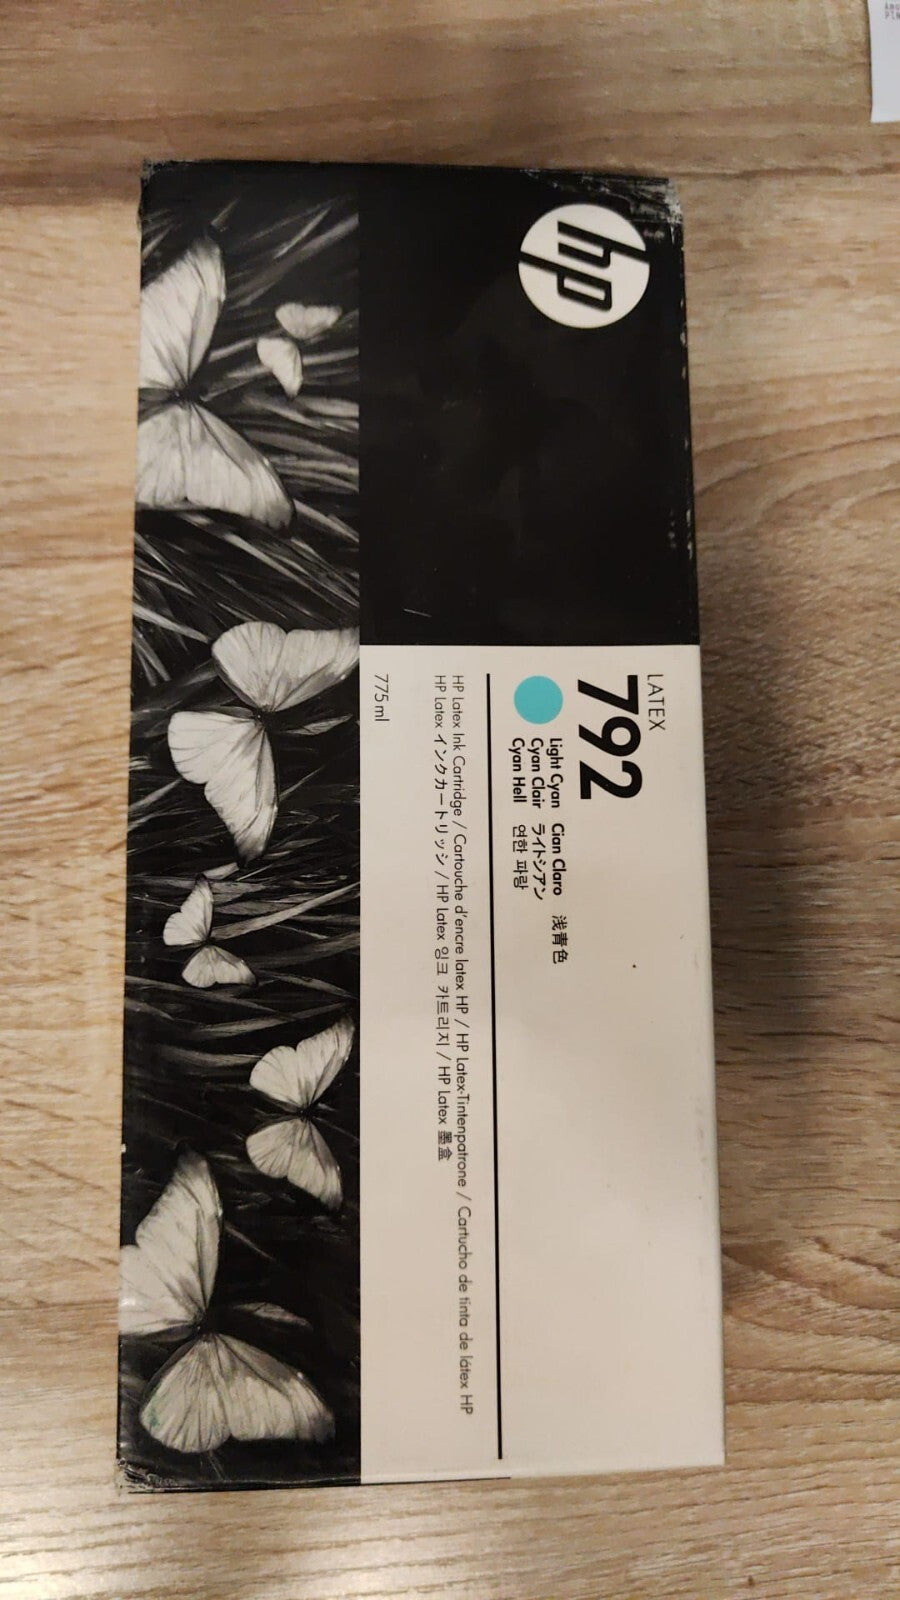 hp
LATEX
792
Light Cyan Cian Claro 浅青色
Cyan Clair ライトシアン
Cyan Hell 연한 파랑
HP Latex Ink Cartridge / Cartouche d'encre latex HP / HP Latex-Tintenpatrone / Cartucho de tinta de látex HP
HP Latex インクカートリッジ / HP Latex 잉크 카트리지 / HP Latex 墨盒
775 ml